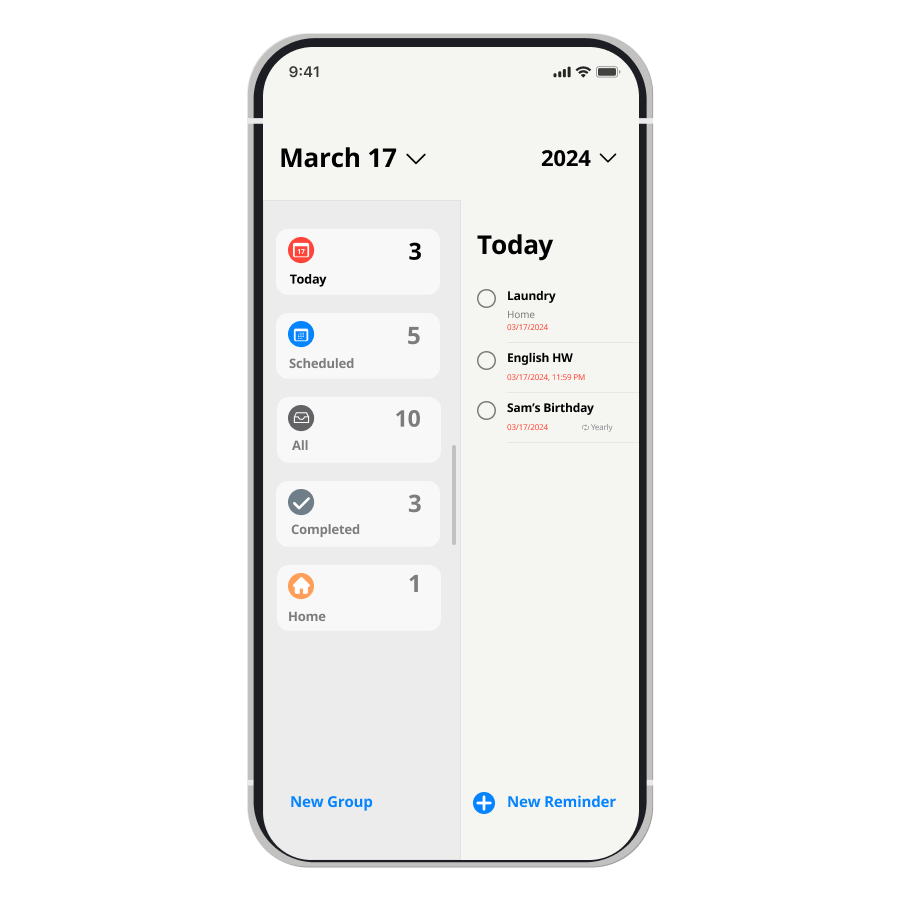 9:41
March 17
2024
17
3
Today
5
Scheduled
10
All
3
Completed
1
Home
New Group
Today
Laundry
Home
03/17/2024
English HW
03/17/2024, 11:59 PM
Sam’s Birthday
03/17/2024 Yearly
New Reminder